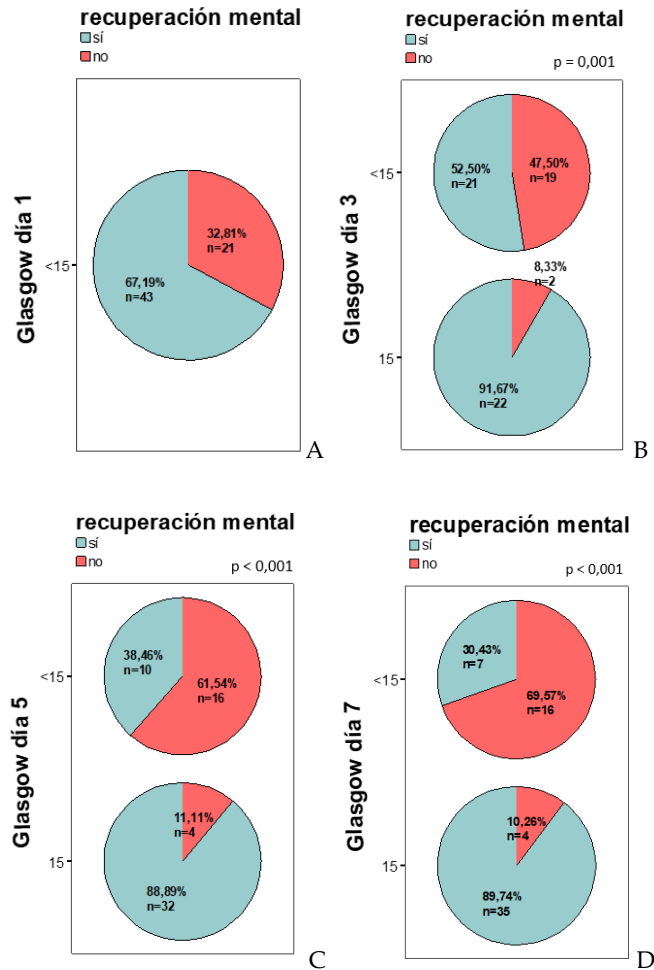 recuperación mental
sí
no
Glasgow día 1
<15
32,81%
n=21
67,19%
n=43
A
recuperación mental
sí
no
p = 0,001
Glasgow día 3
<15
52,50%
n=21
47,50%
n=19
8,33%
n=2
15
91,67%
n=22
B
recuperación mental
sí
no
p < 0,001
Glasgow día 5
<15
38,46%
n=10
61,54%
n=16
11,11%
n=4
15
88,89%
n=32
C
recuperación mental
sí
no
p < 0,001
Glasgow día 7
<15
30,43%
n=7
69,57%
n=16
10,26%
n=4
15
89,74%
n=35
D